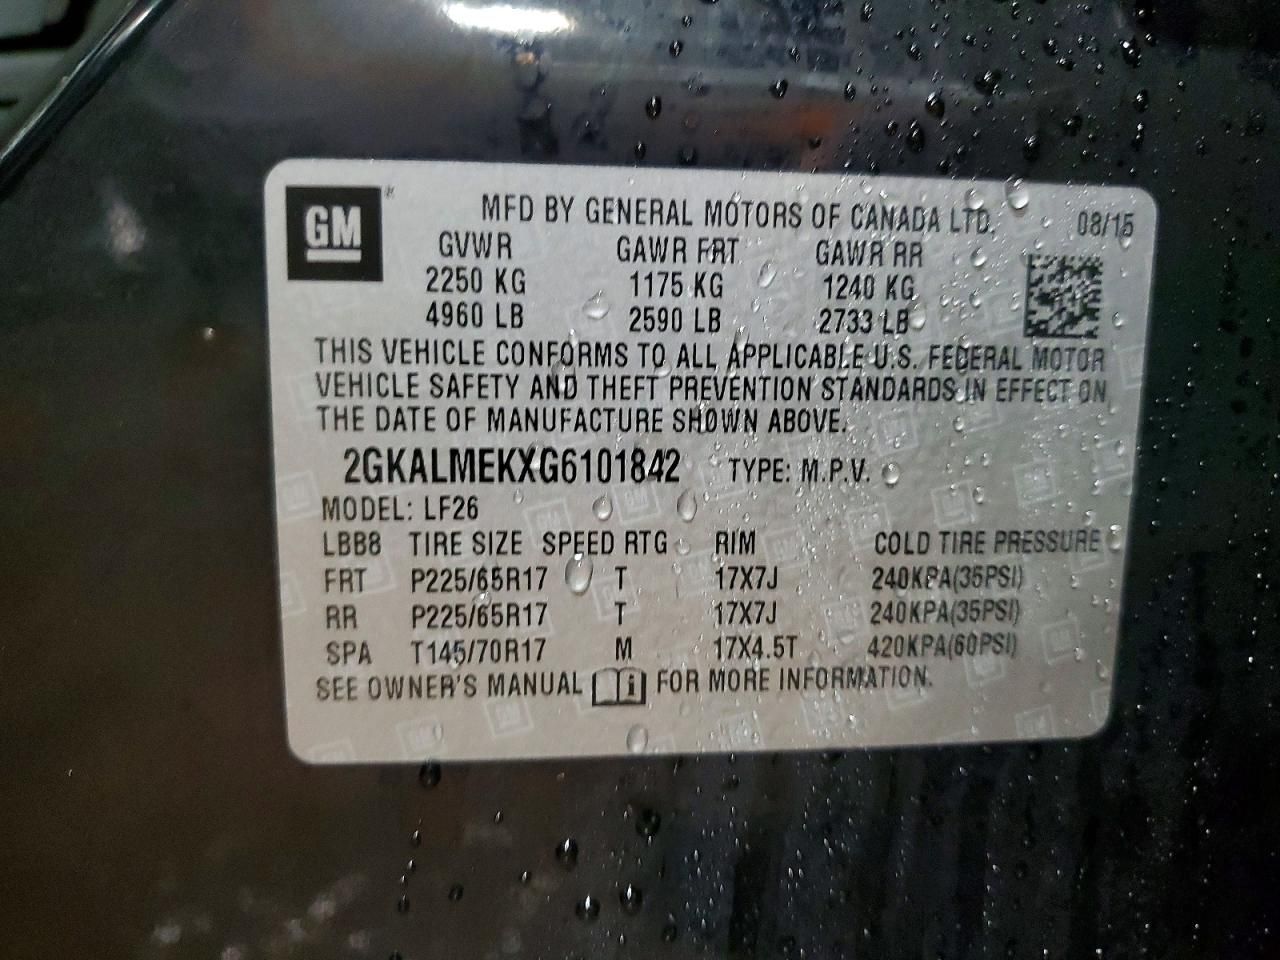 GM
MFD BY GENERAL MOTORS OF CANADA LTD. 08/15
GVWR GAWR FRT GAWR RR
2250 KG 1175 KG 1240 KG
4960 LB 2590 LB 2733 LB
THIS VEHICLE CONFORMS TO ALL APPLICABLE U.S. FEDERAL MOTOR
VEHICLE SAFETY AND THEFT PREVENTION STANDARDS IN EFFECT ON
THE DATE OF MANUFACTURE SHOWN ABOVE.
2GKALMEKXG6101842 TYPE: M.P.V.
MODEL: LF26
LBB8 TIRE SIZE SPEED RTG RIM COLD TIRE PRESSURE
FRT P225/65R17 T 17X7J 240KPA(35PSI)
RR P225/65R17 T 17X7J 240KPA(35PSI)
SPA T145/70R17 M 17X4.5T 420KPA(60PSI)
SEE OWNER'S MANUAL i FOR MORE INFORMATION.